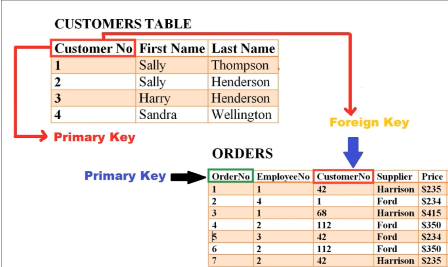 CUSTOMERS TABLE
Customer No First Name Last Name
1 Sally Thompson
2 Sally Henderson
3 Harry Henderson
4 Sandra Wellington
Primary Key
Foreign Key
ORDERS
Primary Key
OrderNo EmployeeNo CustomerNo Supplier Price
1 1 42 Harrison $235
2 4 1 Ford $234
3 1 68 Harrison $415
4 2 112 Ford $350
5 3 42 Ford $234
6 2 112 Ford $350
7 2 42 Harrison $235